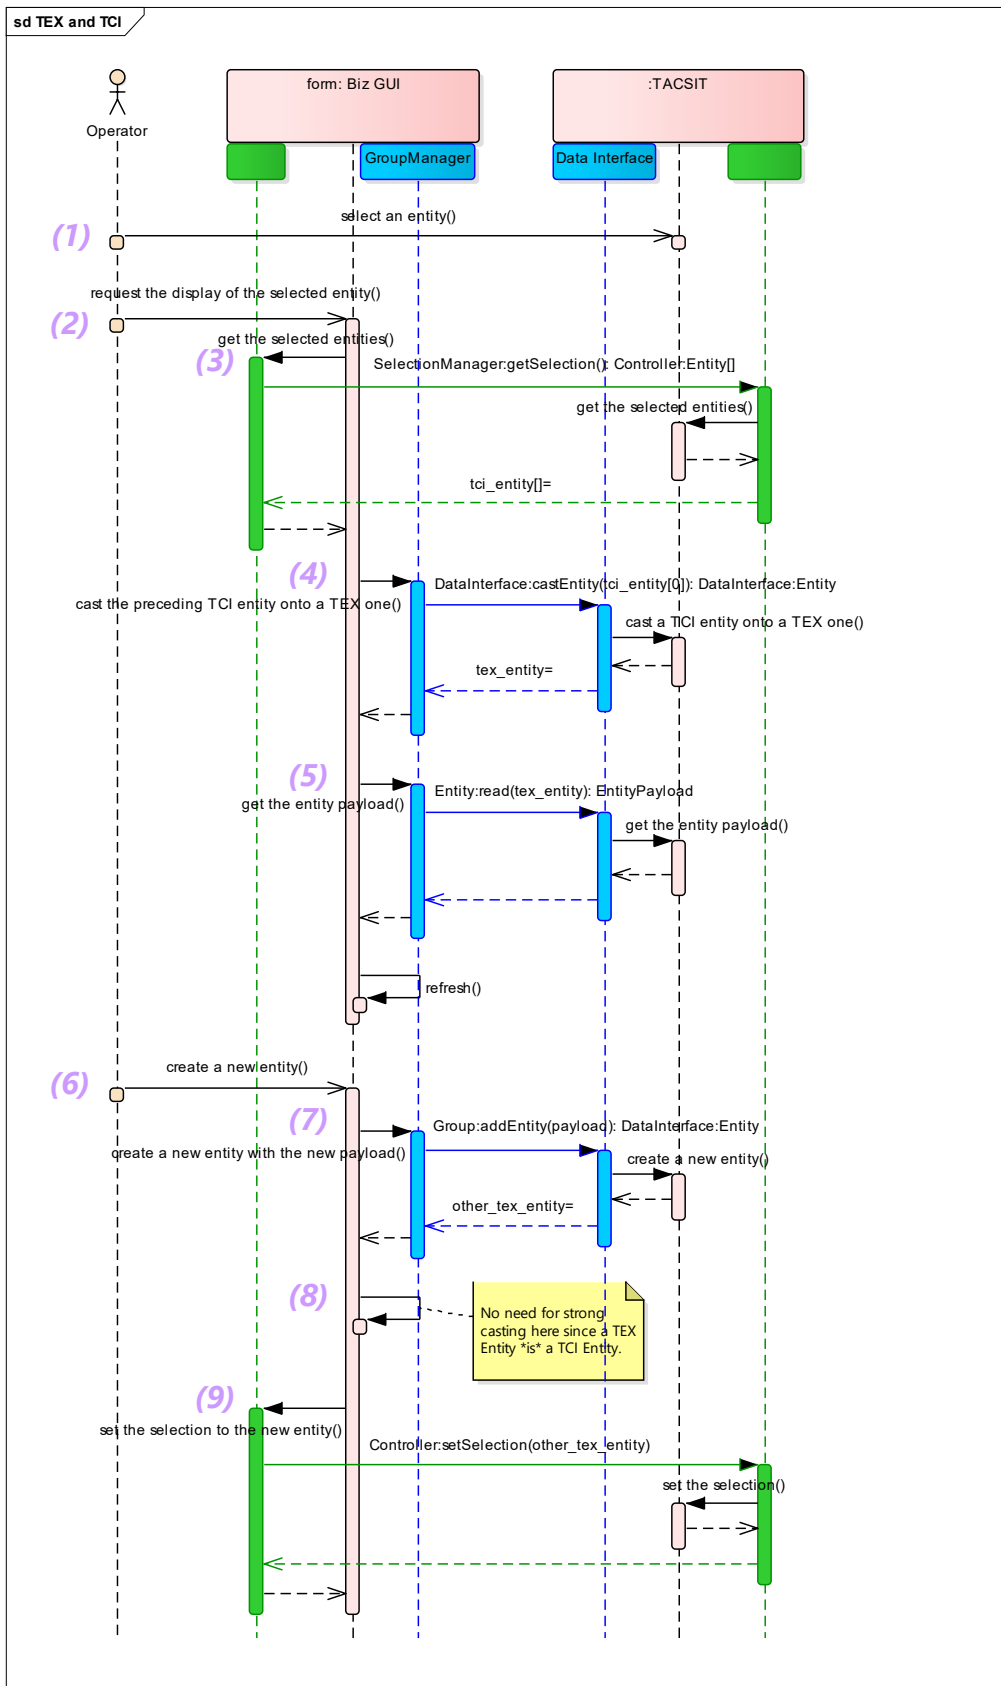 sd TEX and TCI
form: Biz GUI
:TACSIT
Operator
GroupManager
Data Interface
select an entity()
(1)
request the display of the selected entity()
(2)
get the selected entities()
(3)
SelectionManager:getSelection(): Controller:Entity[]
get the selected entities()
tci_entity[]=
(4)
DataInterface:castEntity(tci_entity[0]): DataInterface:Entity
cast the preceding TCI entity onto a TEX one()
cast a TCI entity onto a TEX one()
tex_entity=
(5)
Entity:read(tex_entity): EntityPayload
get the entity payload()
get the entity payload()
refresh()
create a new entity()
(6)
(7)
Group:addEntity(payload): DataInterface:Entity
create a new entity with the new payload()
create a new entity()
other_tex_entity=
(8)
No need for strong
casting here since a TEX
Entity *is* a TCI Entity.
(9)
set the selection to the new entity()
Controller:setSelection(other_tex_entity)
set the selection()